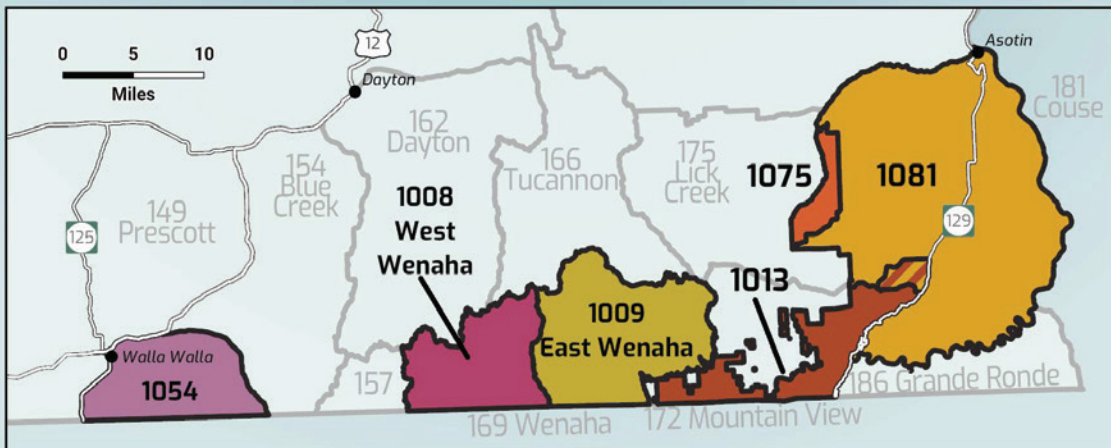 0 5 10
Miles
12
Dayton
Asotin
181
Couse
162
Dayton
166
Tucannon
175
Lick
Creek
1075
1081
154
Blue
Creek
1008
West
Wenaha
149
Prescott
125
129
1013
1009
East Wenaha
Walla Walla
1054
157
186 Grande Ronde
169 Wenaha
172 Mountain View